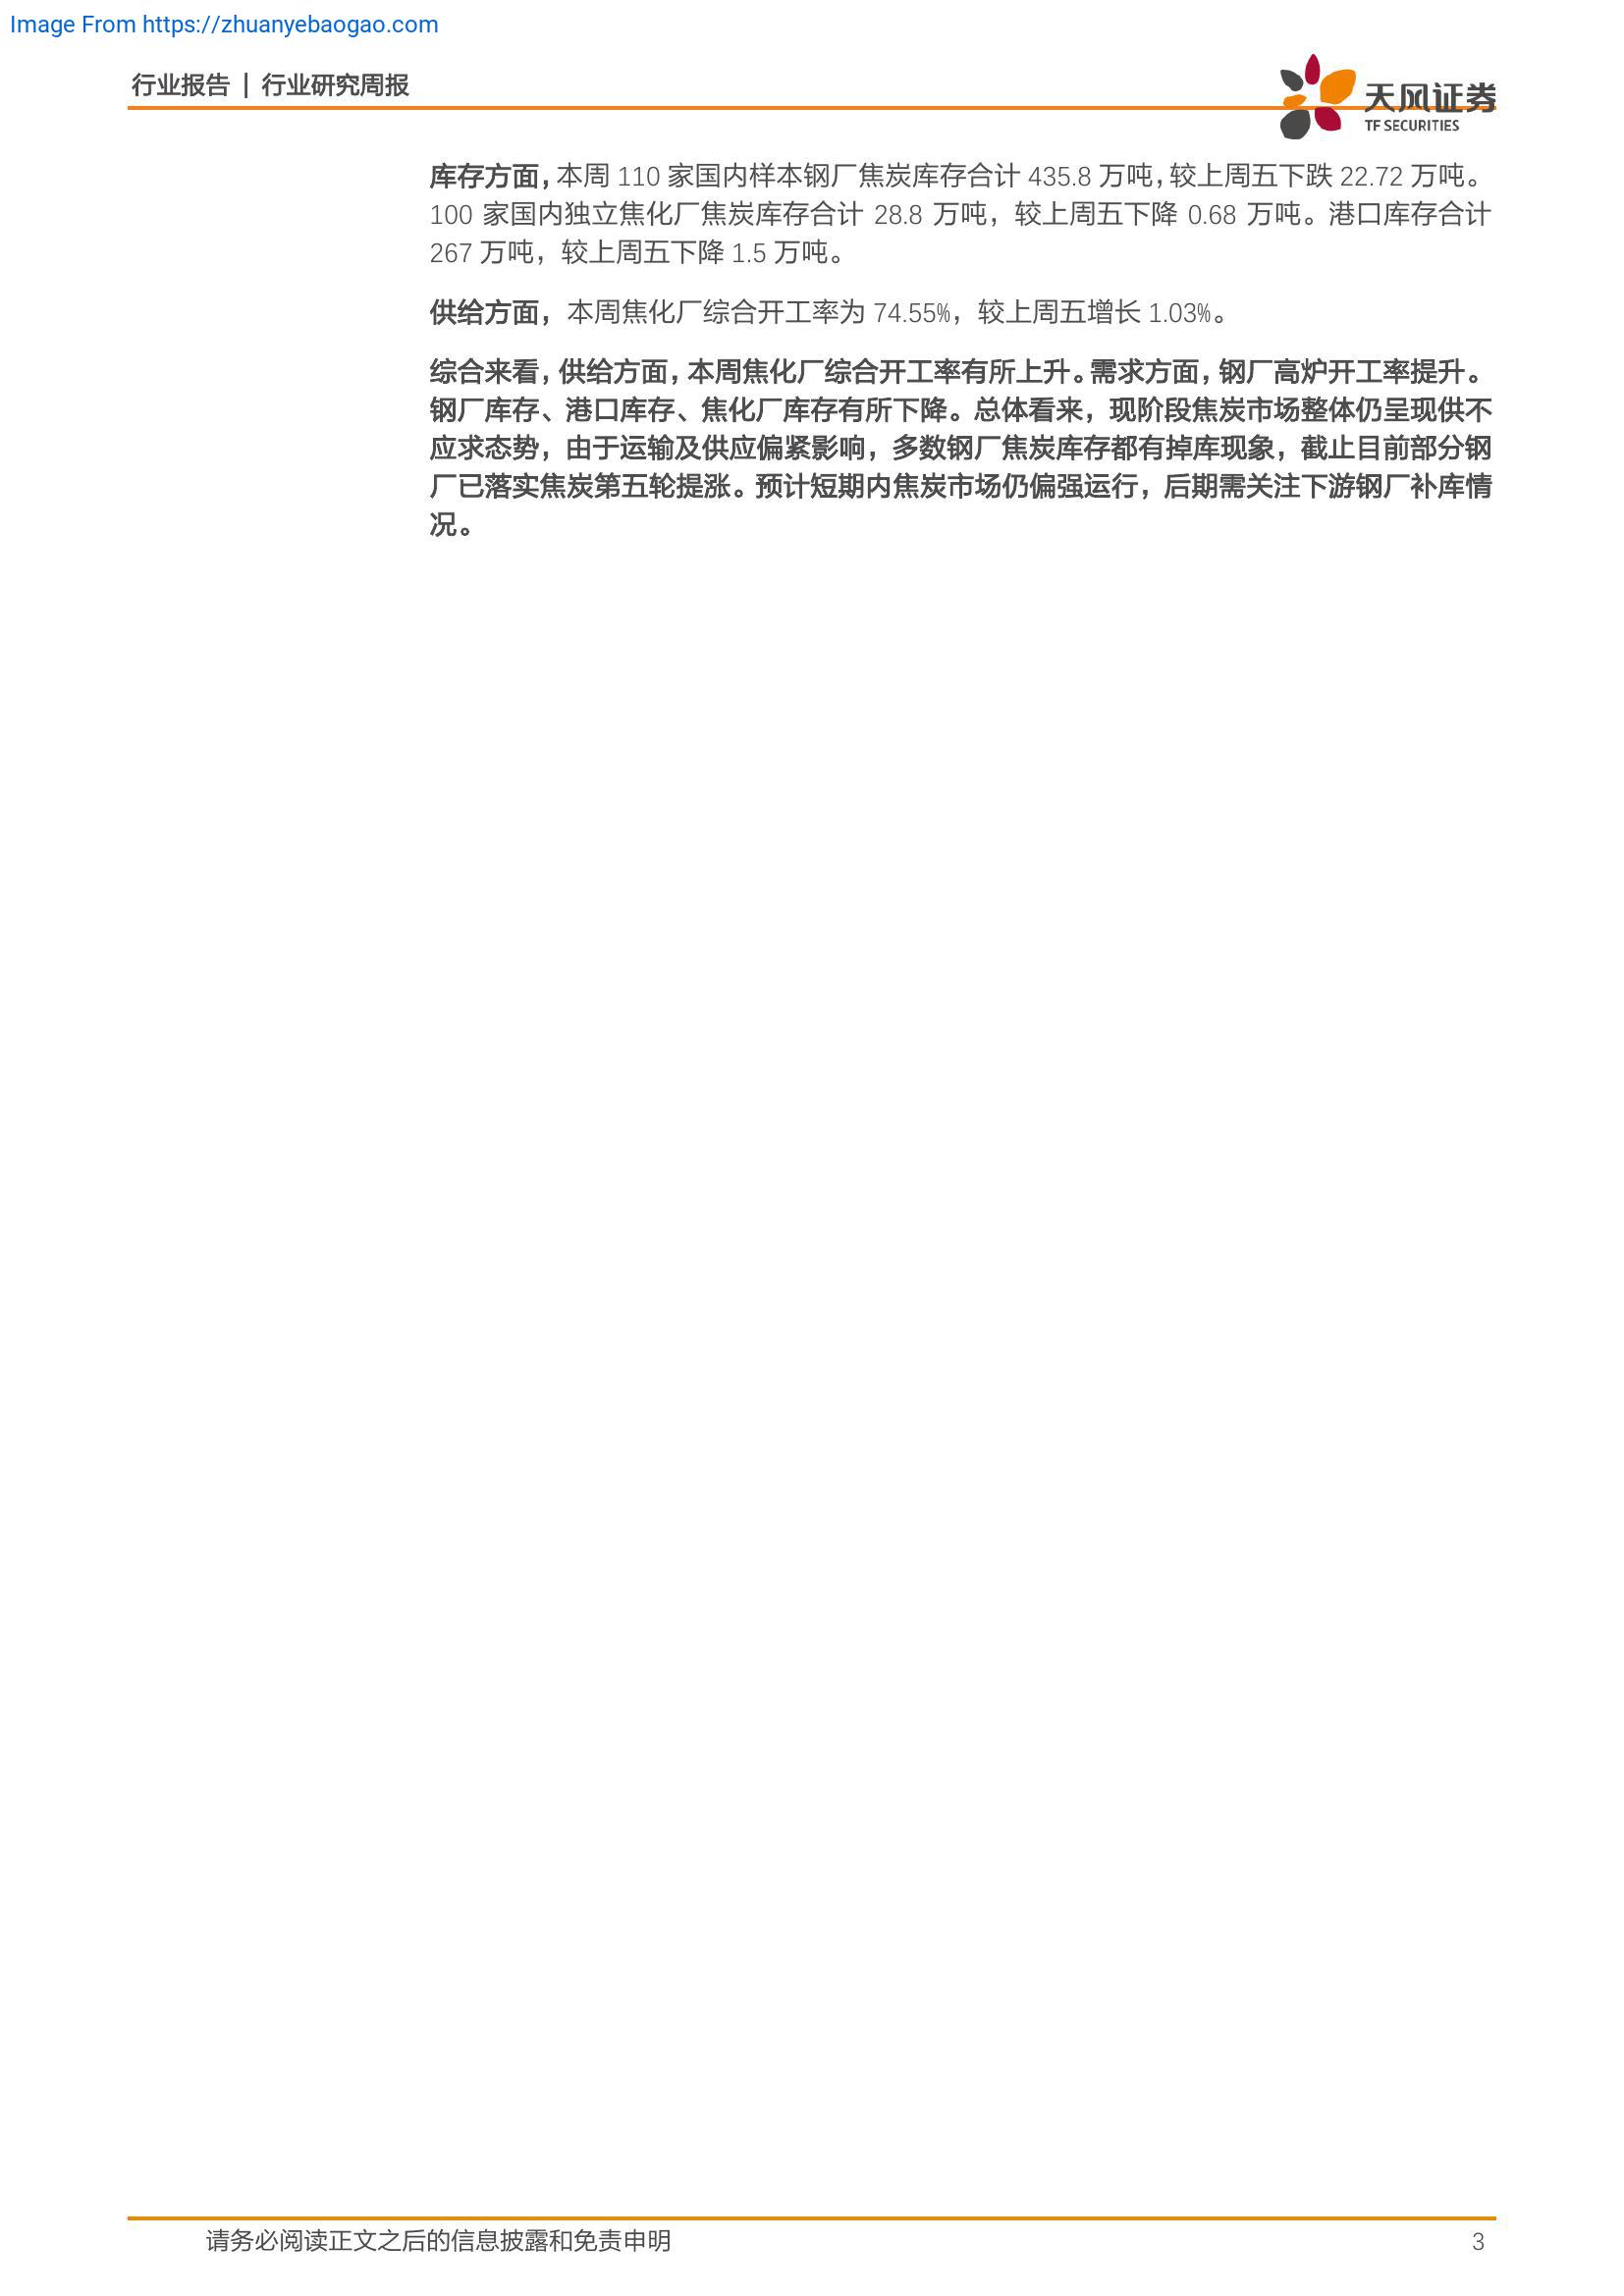 Image From https://zhuanyebaogao.com
行业报告 | 行业研究周报
天风证券
TF SECURITIES
库存方面，本周 110 家国内样本钢厂焦炭库存合计 435.8 万吨，较上周五下跌 22.72 万吨。
100 家国内独立焦化厂焦炭库存合计 28.8 万吨，较上周五下降 0.68 万吨。港口库存合计
267 万吨，较上周五下降 1.5 万吨。
供给方面，本周焦化厂综合开工率为 74.55%，较上周五增长 1.03%。
综合来看，供给方面，本周焦化厂综合开工率有所上升。需求方面，钢厂高炉开工率提升。
钢厂库存、港口库存、焦化厂库存有所下降。总体看来，现阶段焦炭市场整体仍呈现供不
应求态势，由于运输及供应偏紧影响，多数钢厂焦炭库存都有掉库现象，截止目前部分钢
厂已落实焦炭第五轮提涨。预计短期内焦炭市场仍偏强运行，后期需关注下游钢厂补库情
况。
请务必阅读正文之后的信息披露和免责申明
3